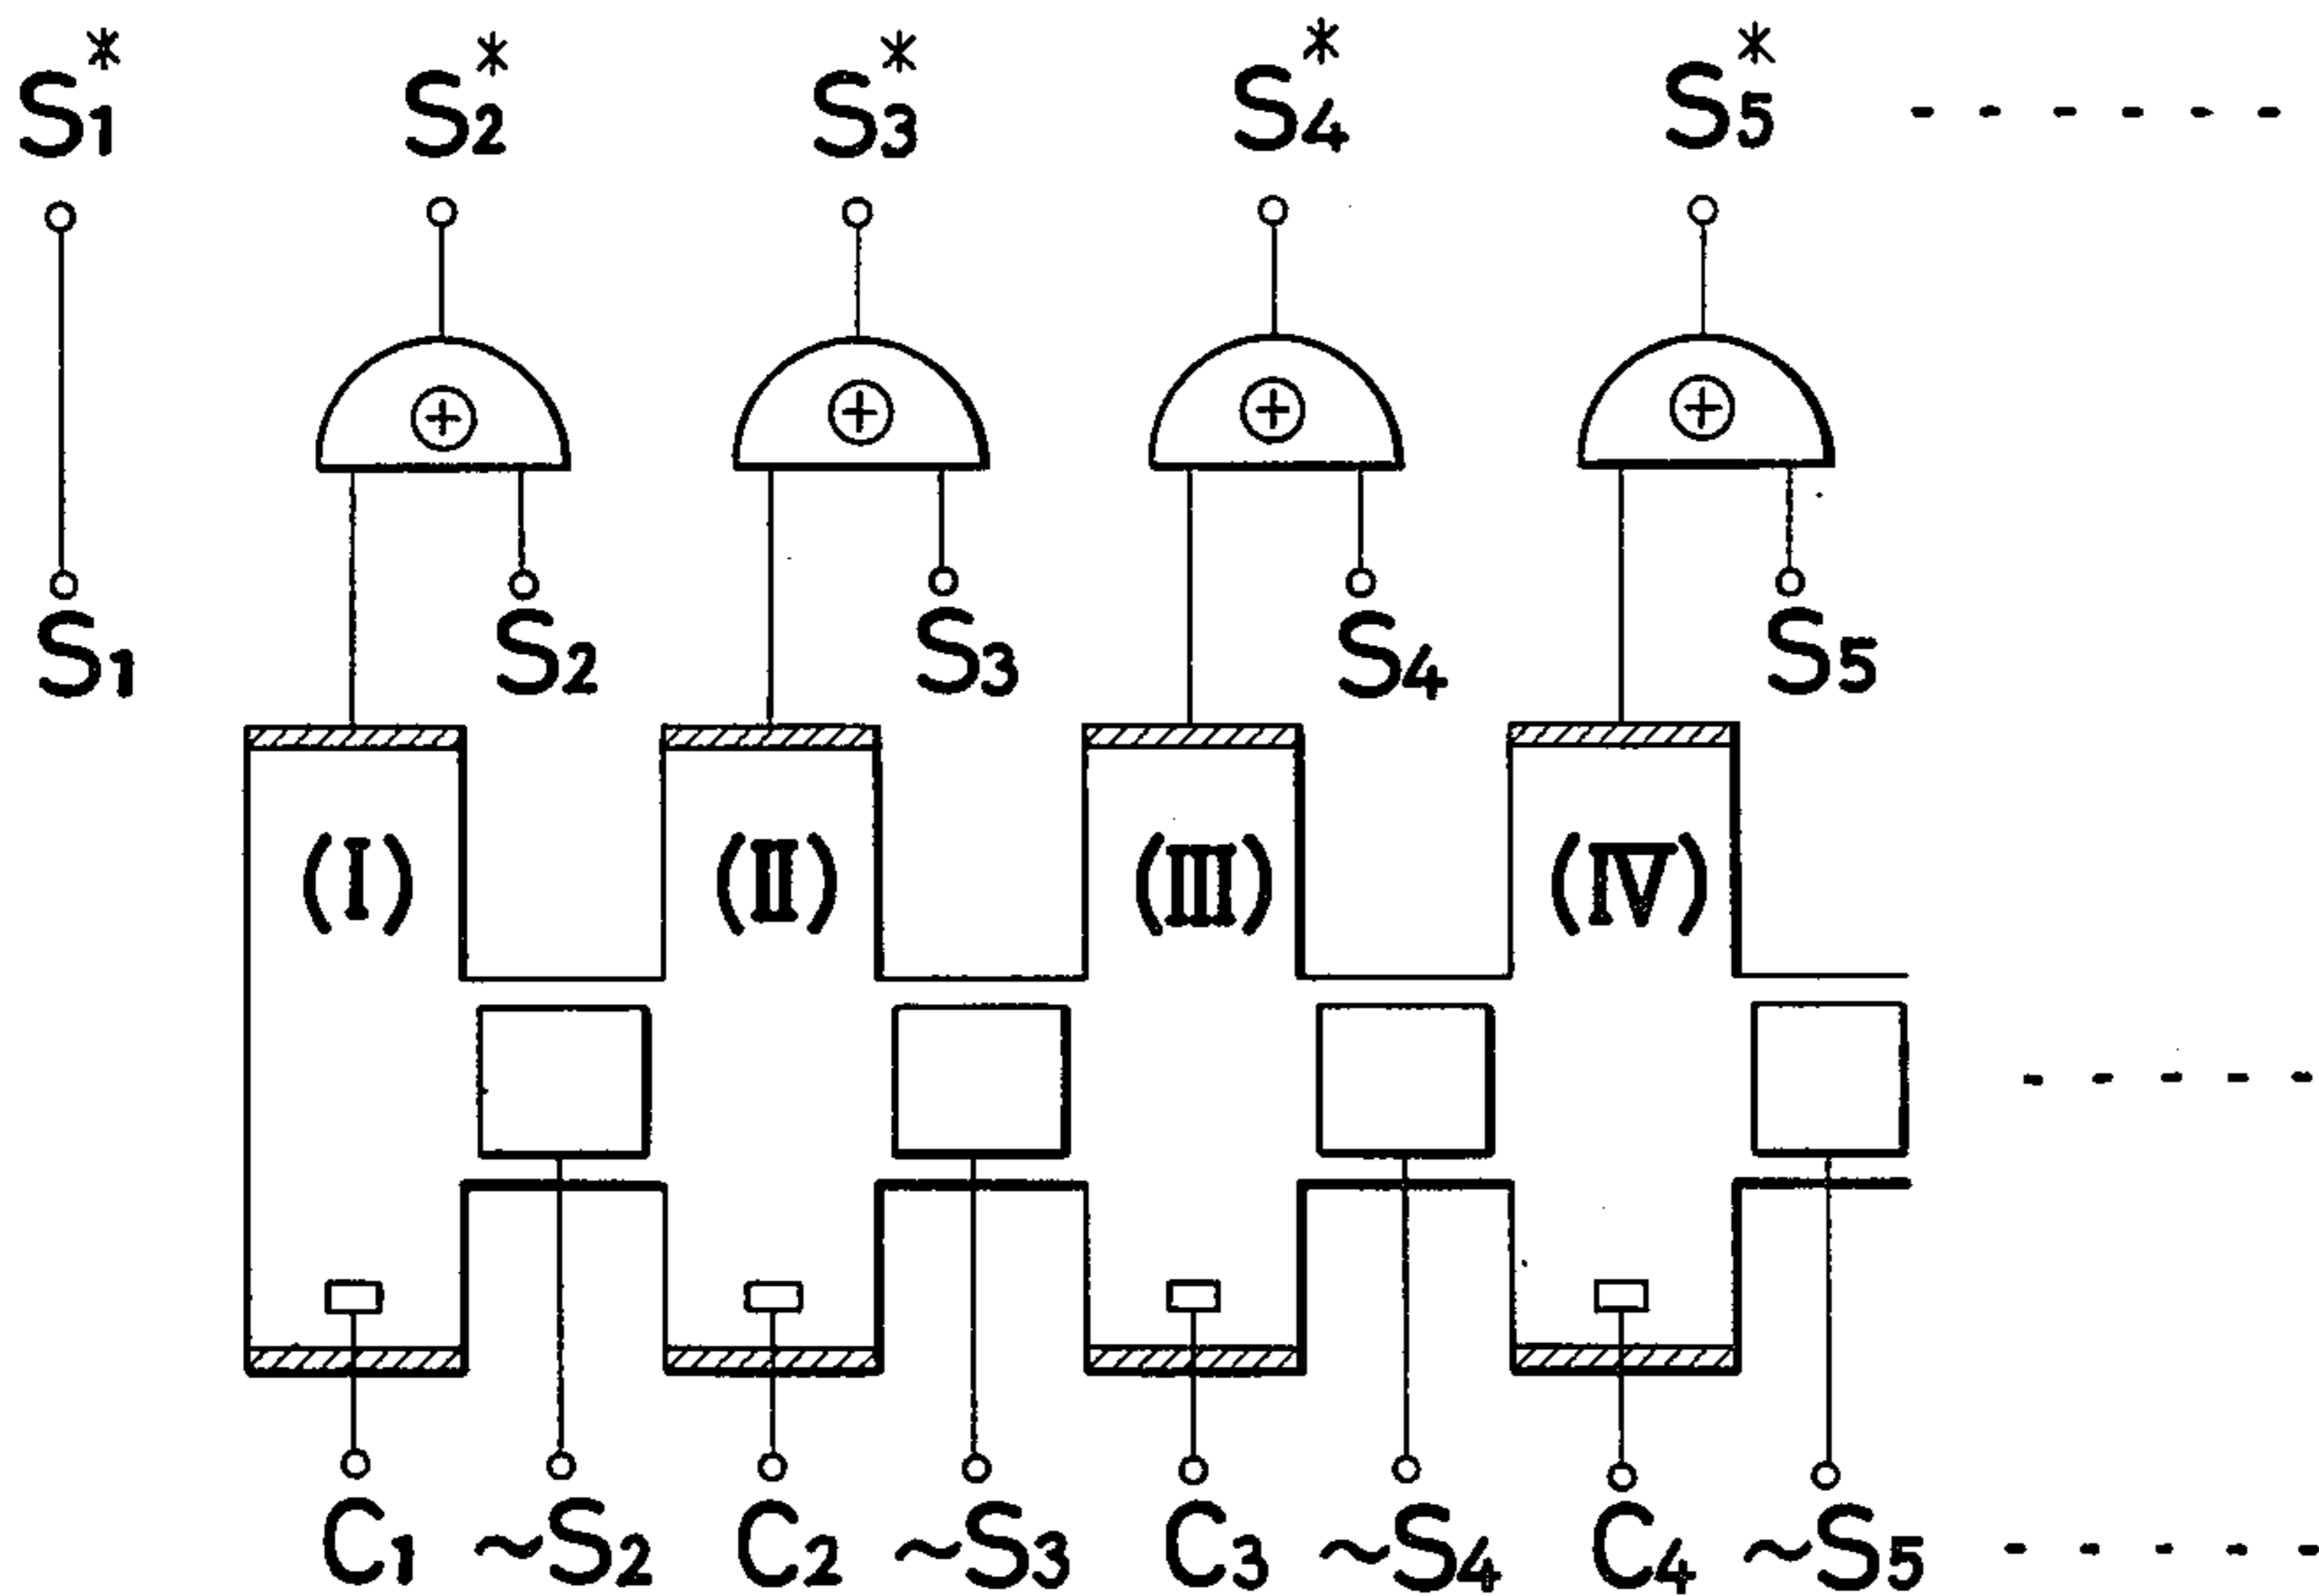 S1* S2* S3* S4* S5* - - - - - -
+ + + +
S1 S2 S3 S4 S5
(I) (II) (III) (IV)
C1 ~S2 C2 ~S3 C3 ~S4 C4 ~S5 - - - - -